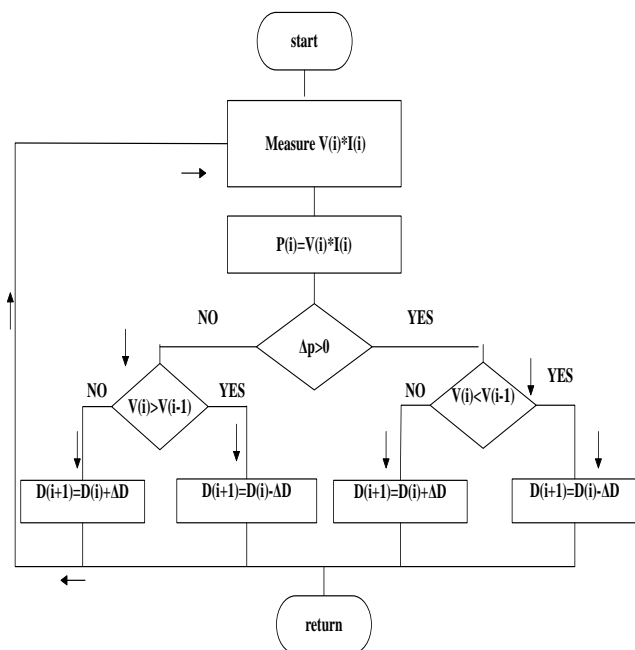 start
Measure V(i)*I(i)
P(i)=V(i)*I(i)
NO
YES
Δp>0
NO
V(i)>V(i-1)
YES
NO
V(i)<V(i-1)
YES
D(i+1)=D(i)+ΔD
D(i+1)=D(i)-ΔD
D(i+1)=D(i)+ΔD
D(i+1)=D(i)-ΔD
return